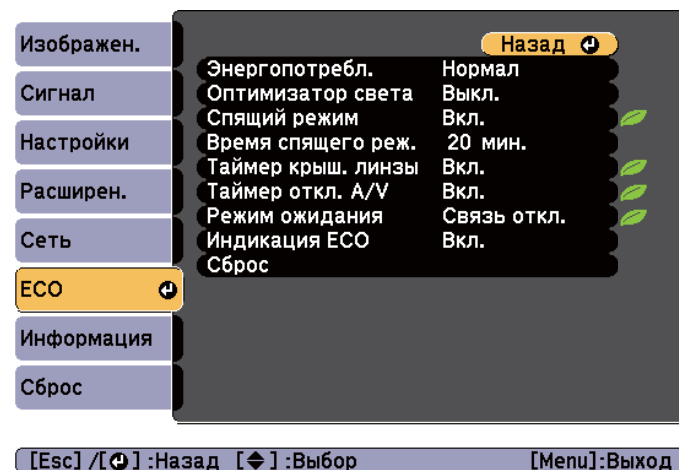 Изображен.
Сигнал
Настройки
Расширен.
Сеть
ECO
Информация
Сброс
Назад
Энергопотребл. Нормал
Оптимизатор света Выкл.
Спящий режим Вкл.
Время спящего реж. 20 мин.
Таймер крыш. линзы Вкл.
Таймер откл. A/V Вкл.
Режим ожидания Связь откл.
Индикация ECO Вкл.
Сброс
[Esc] /[⏎] :Назад [◆] :Выбор [Menu]:Выход